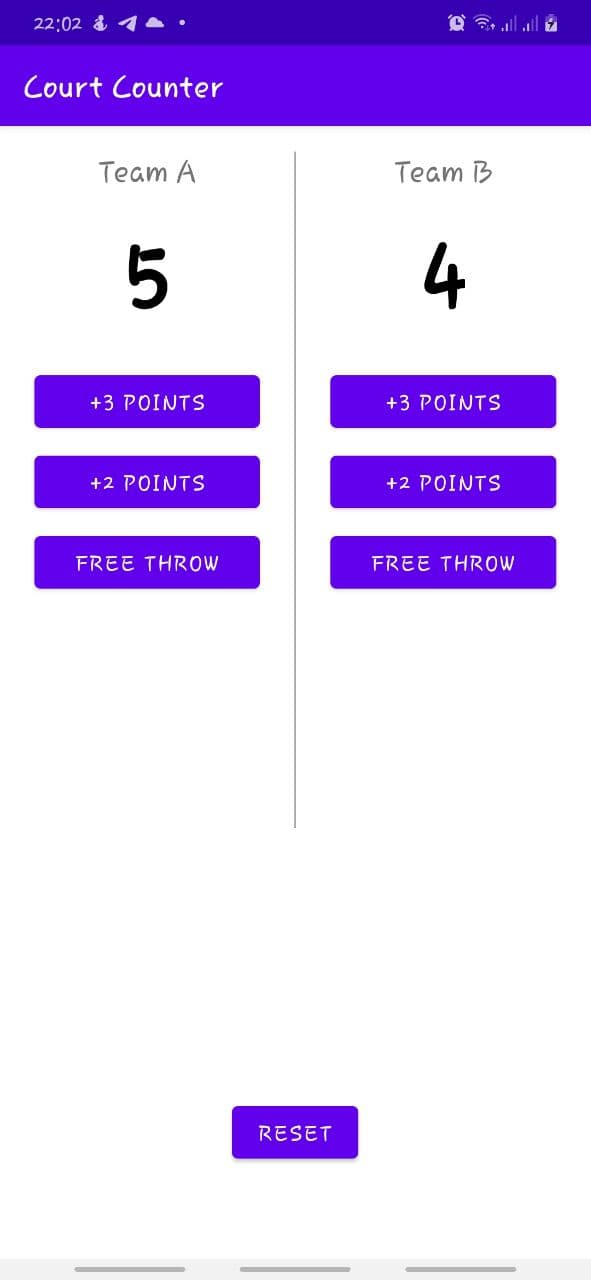 22:02
Court Counter
Team A
Team B
5
4
+3 POINTS
+3 POINTS
+2 POINTS
+2 POINTS
FREE THROW
FREE THROW
RESET